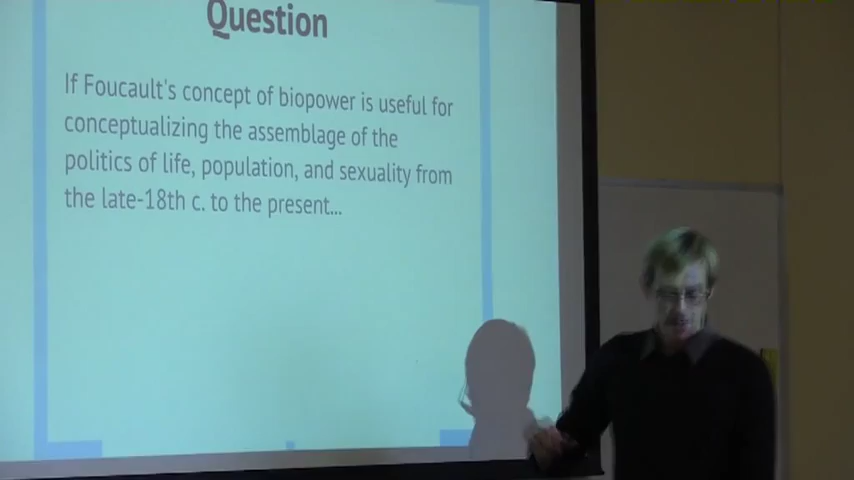 Question
If Foucault's concept of biopower is useful for
conceptualizing the assemblage of the
politics of life, population, and sexuality from
the late-18th c. to the present...